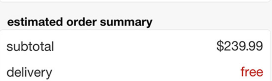 estimated order summary
subtotal $239.99
delivery free